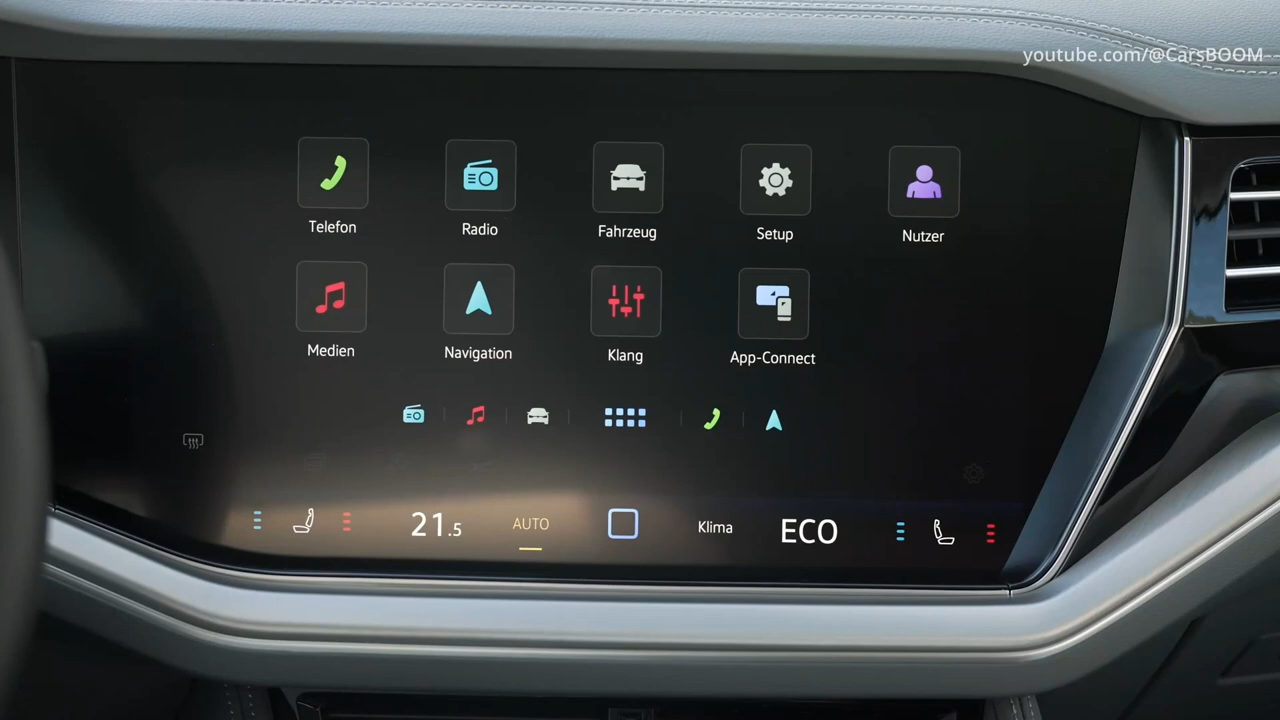 youtube.com/@CarsBOOM
Telefon
Radio
Fahrzeug
Setup
Nutzer
Medien
Navigation
Klang
App-Connect
21.5
AUTO
Klima
ECO